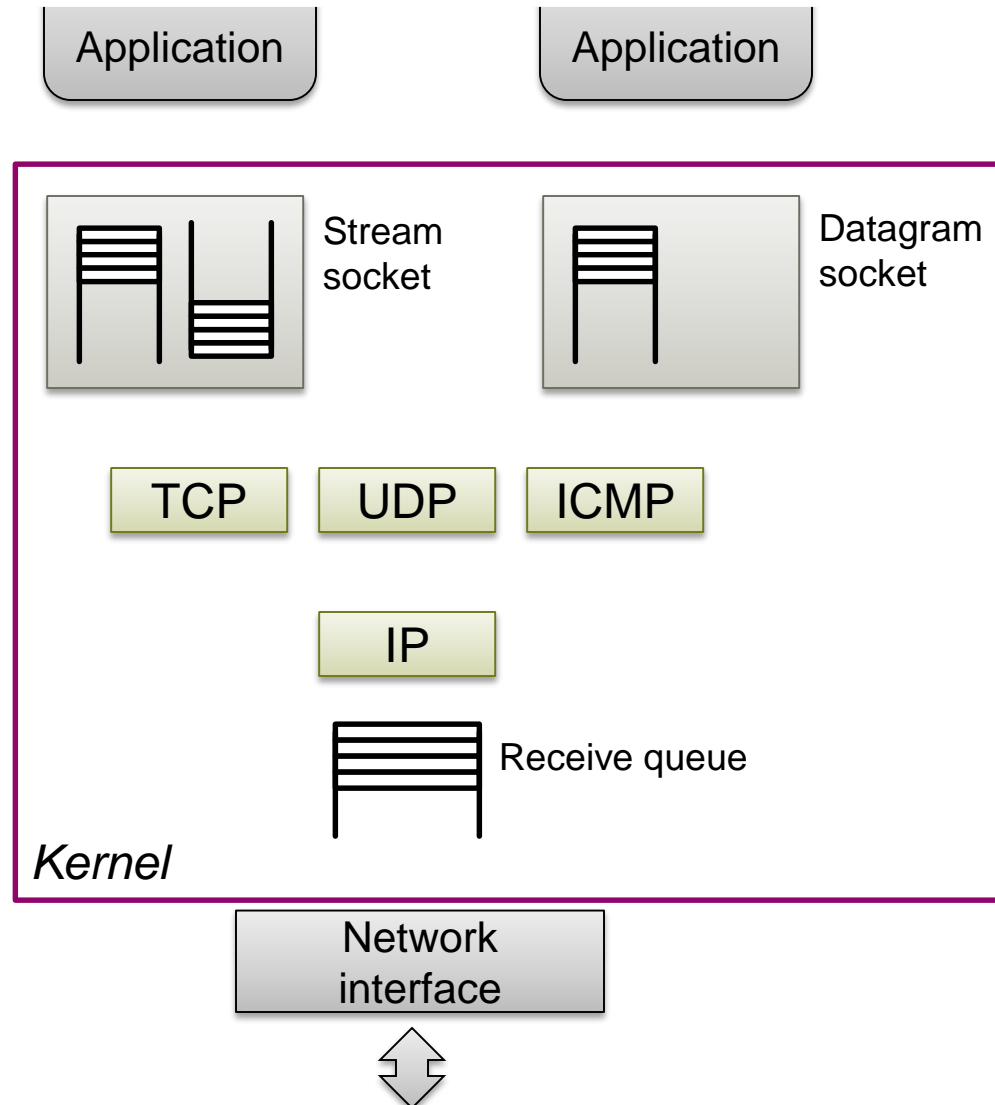 Application
Application
Stream
socket
Datagram
socket
TCP
UDP
ICMP
IP
Receive queue
Kernel
Network
interface